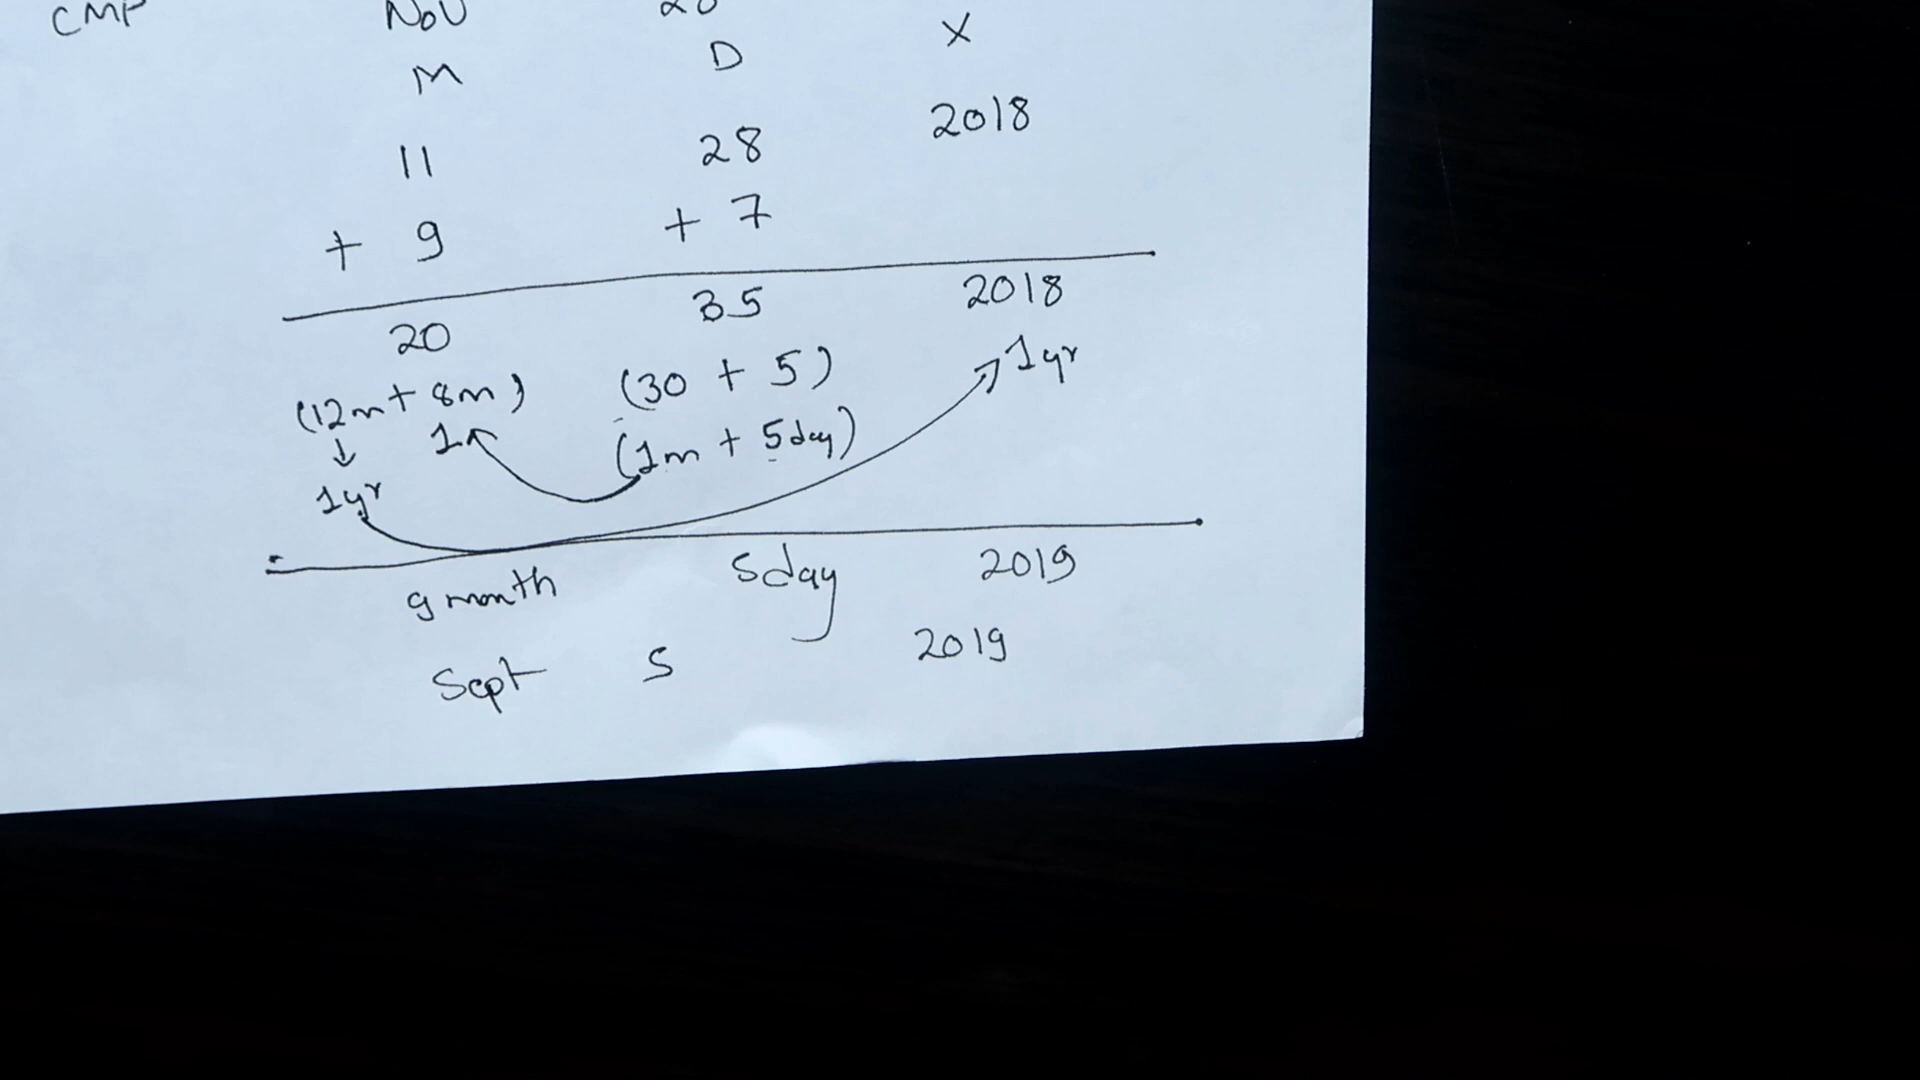 CMP Nov 28
M D X
11 28 2018
+ 9 + 7
20 35 2018
(12m + 8m) (30 + 5) 1yr
↓ 1 (1m + 5day)
1yr
9 month 5day 2019
Sept 5 2019